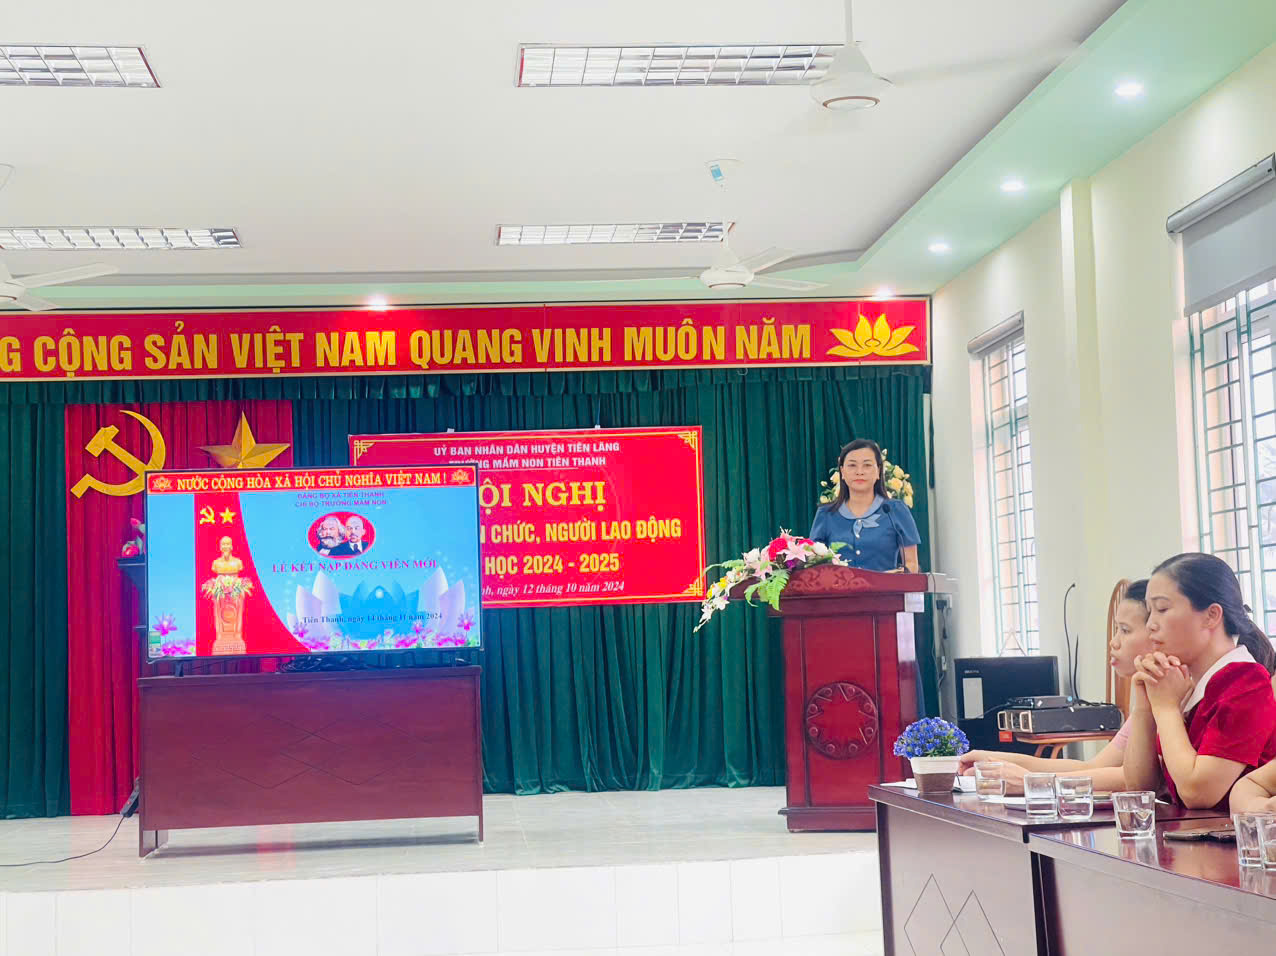 CỘNG SẢN VIỆT NAM QUANG VINH MUÔN NĂM
UỶ BAN NHÂN DÂN HUYỆN TIÊN LÃNG
MẦM NON TIÊN THANH
NGHỊ
CHỨC, NGƯỜI LAO ĐỘNG
HỌC 2024 - 2025
ngày 12 tháng 10 năm 2024
NƯỚC CỘNG HÒA XÃ HỘI CHỦ NGHĨA VIỆT NAM !
ĐẢNG BỘ XÃ TIÊN THANH
CHI BỘ TRƯỜNG MẦM NON
LỄ KẾT NẠP ĐẢNG VIÊN MỚI
Tiên Thanh, ngày 14 tháng 11 năm 2024